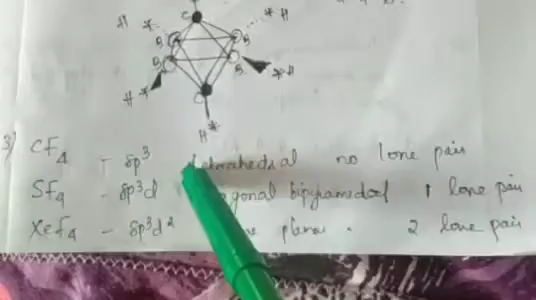 H * H
C
B B
B B
H * * H
C
H *
3) CF4 - sp3 tetrahedral no lone pair
SF4 - sp3d gonal bipyramedal 1 lone pair
XeF4 - sp3d2 planar. 2 lone pair